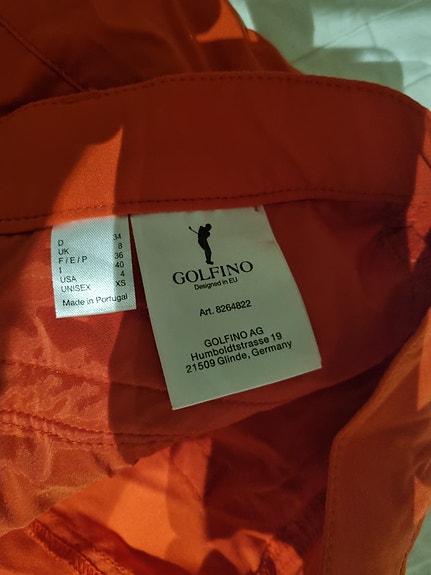 D 34
UK 8
F / E / P 36
I 40
USA 4
UNISEX XS
Made in Portugal
GOLFINO
Designed in EU
Art. 8264822
GOLFINO AG
Humboldtstrasse 19
21509 Glinde, Germany